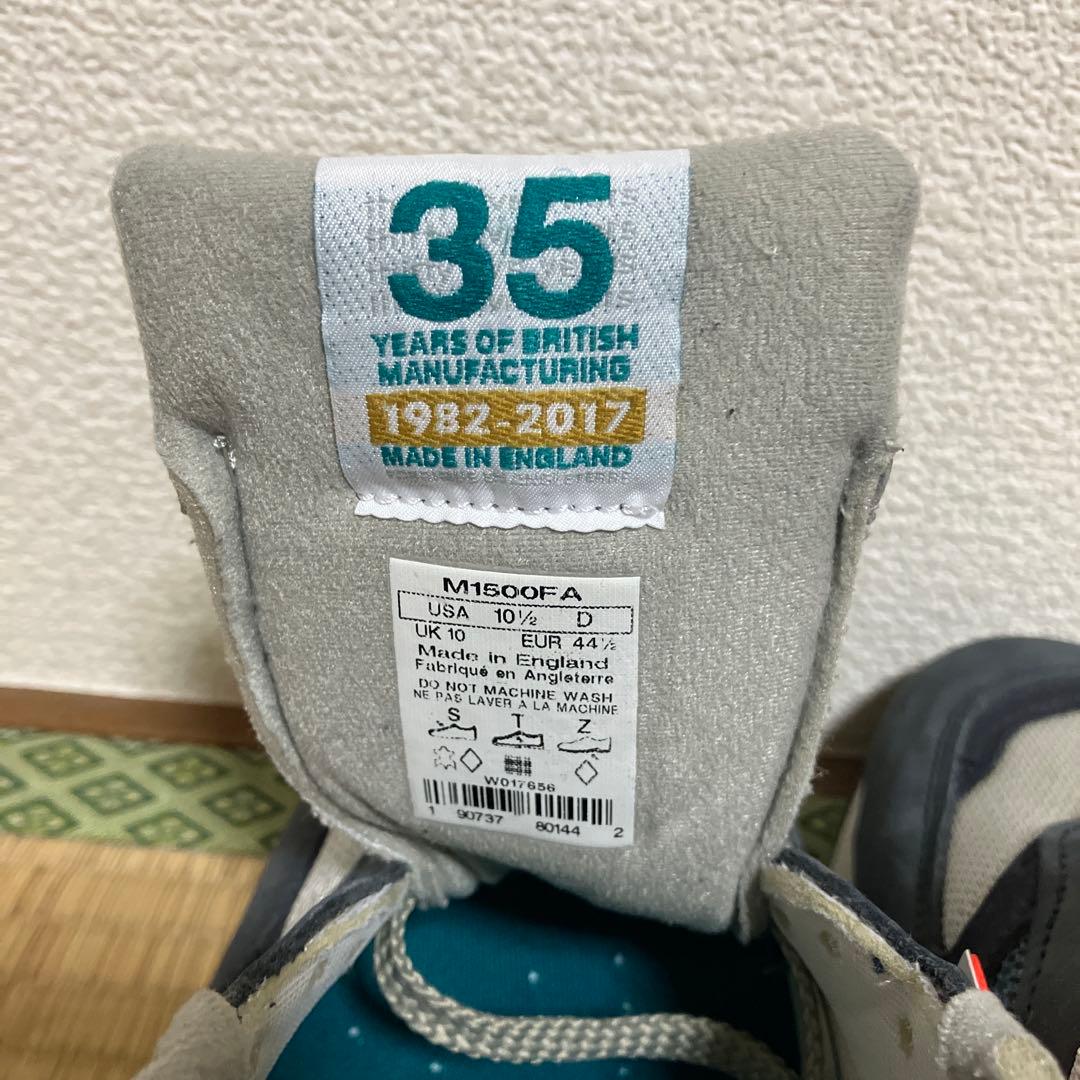 35
YEARS OF BRITISH
MANUFACTURING
1982-2017
MADE IN ENGLAND
M1500FA
USA 10½ D
UK 10 EUR 44½
Made in England
Fabriqué en Angleterre
DO NOT MACHINE WASH
NE PAS LAVER A LA MACHINE
S T Z
W017656
1 90737 80144 2